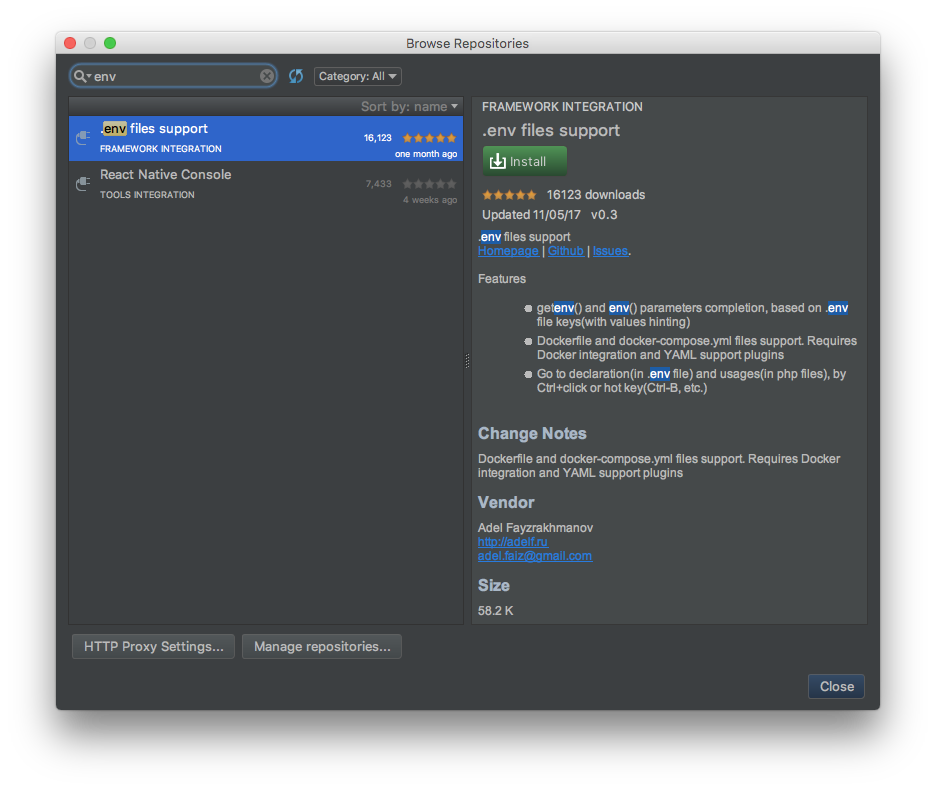 Browse Repositories
env
Category: All
Sort by: name
.env files support
16,123
FRAMEWORK INTEGRATION
one month ago
React Native Console
7,433
TOOLS INTEGRATION
4 weeks ago
FRAMEWORK INTEGRATION
.env files support
Install
16123 downloads
Updated 11/05/17 v0.3
.env files support
Homepage | Github | Issues.
Features
getenv() and env() parameters completion, based on .env
file keys(with values hinting)
Dockerfile and docker-compose.yml files support. Requires
Docker integration and YAML support plugins
Go to declaration(in .env file) and usages(in php files), by
Ctrl+click or hot key(Ctrl-B, etc.)
Change Notes
Dockerfile and docker-compose.yml files support. Requires Docker
integration and YAML support plugins
Vendor
Adel Fayzrakhmanov
http://adelf.ru
adel.faiz@gmail.com
Size
58.2 K
HTTP Proxy Settings...
Manage repositories...
Close